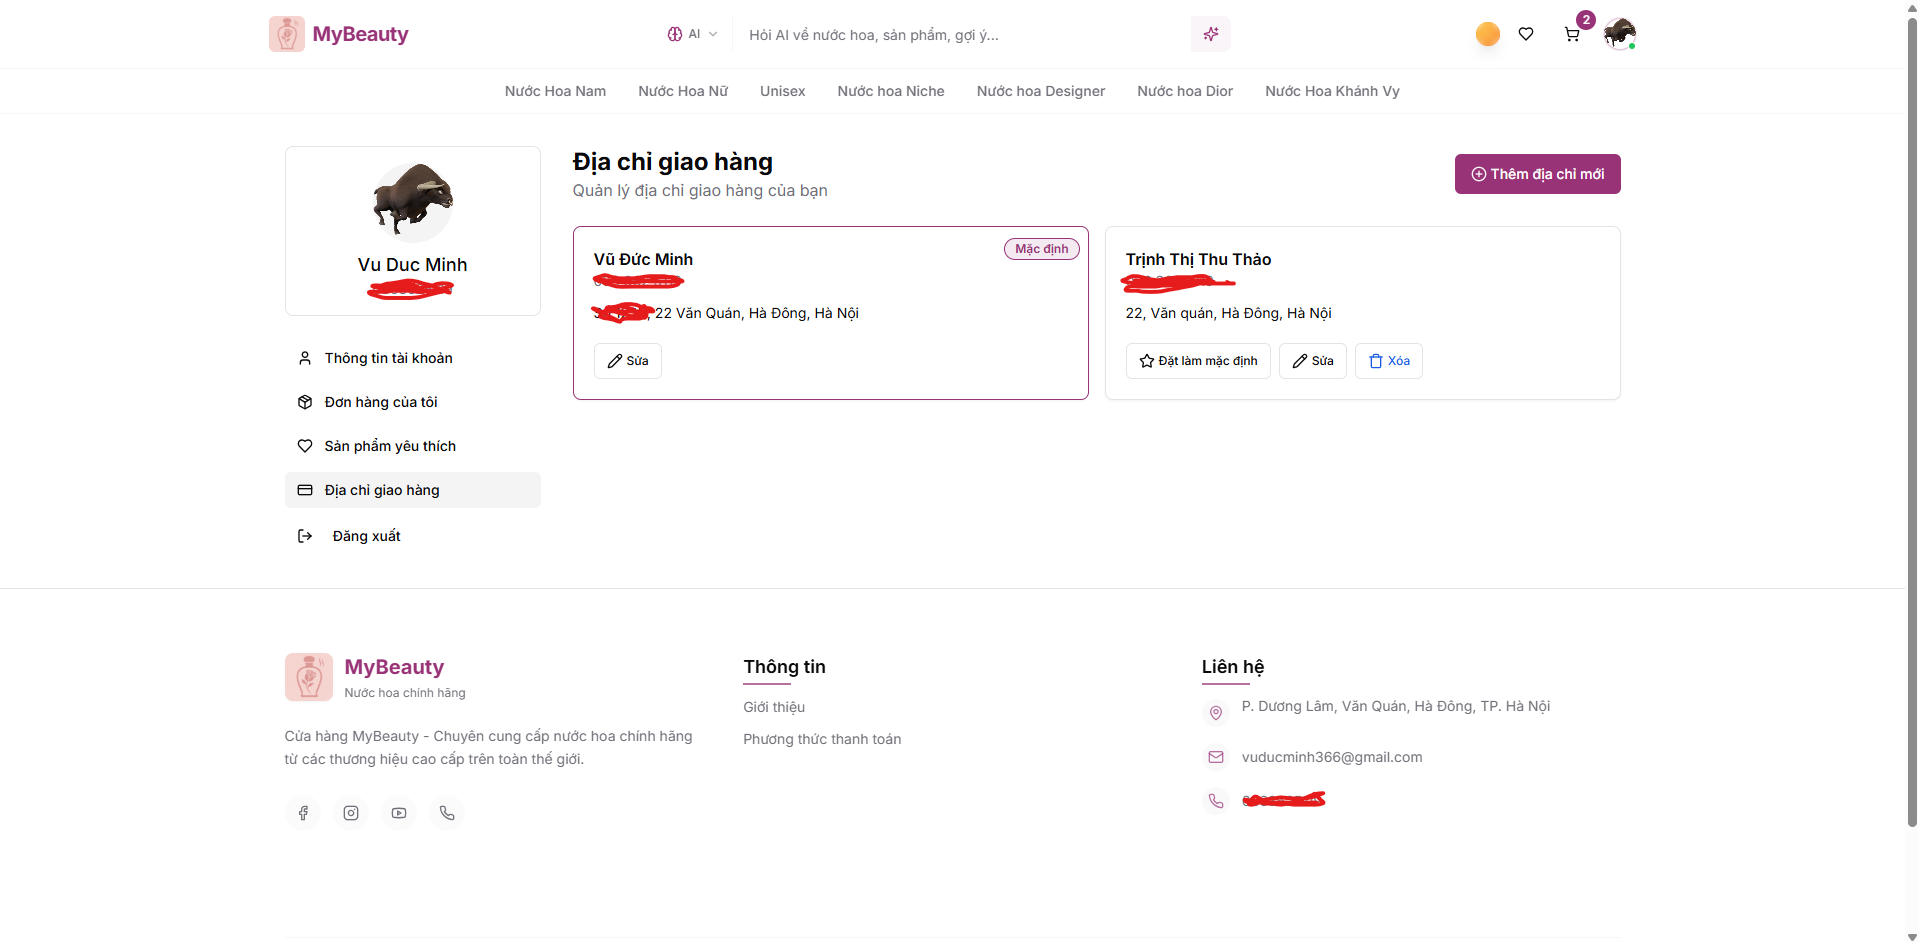 MyBeauty
AI
Hỏi AI về nước hoa, sản phẩm, gợi ý...
2
Nước Hoa Nam
Nước Hoa Nữ
Unisex
Nước hoa Niche
Nước hoa Designer
Nước hoa Dior
Nước Hoa Khánh Vy
Vu Duc Minh
Thông tin tài khoản
Đơn hàng của tôi
Sản phẩm yêu thích
Địa chỉ giao hàng
Đăng xuất
Địa chỉ giao hàng
Quản lý địa chỉ giao hàng của bạn
Thêm địa chỉ mới
Mặc định
Vũ Đức Minh
, 22 Văn Quán, Hà Đông, Hà Nội
Sửa
Trịnh Thị Thu Thảo
22, Văn quán, Hà Đông, Hà Nội
Đặt làm mặc định
Sửa
Xóa
MyBeauty
Nước hoa chính hãng
Cửa hàng MyBeauty - Chuyên cung cấp nước hoa chính hãng
từ các thương hiệu cao cấp trên toàn thế giới.
Thông tin
Giới thiệu
Phương thức thanh toán
Liên hệ
P. Dương Lâm, Văn Quán, Hà Đông, TP. Hà Nội
vuducminh366@gmail.com